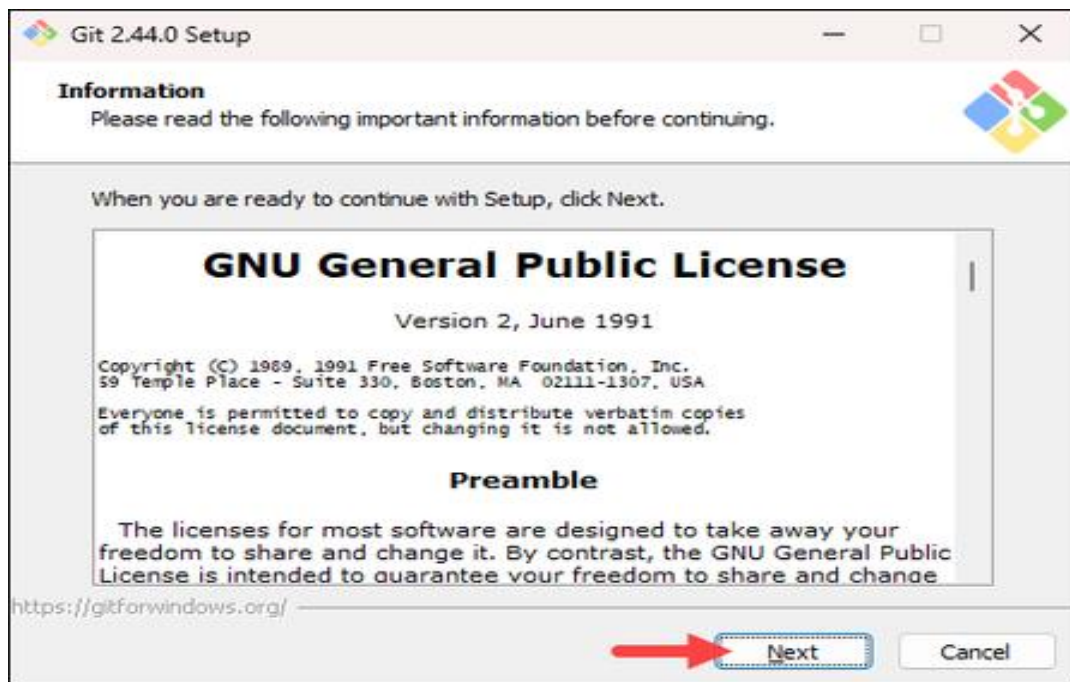 Git 2.44.0 Setup
Information
Please read the following important information before continuing.
When you are ready to continue with Setup, click Next.
GNU General Public License
Version 2, June 1991
Copyright (C) 1989, 1991 Free Software Foundation, Inc.
59 Temple Place - Suite 330, Boston, MA  02111-1307, USA
Everyone is permitted to copy and distribute verbatim copies
of this license document, but changing it is not allowed.
Preamble
The licenses for most software are designed to take away your
freedom to share and change it. By contrast, the GNU General Public
License is intended to guarantee your freedom to share and change
https://gitforwindows.org/
Next
Cancel